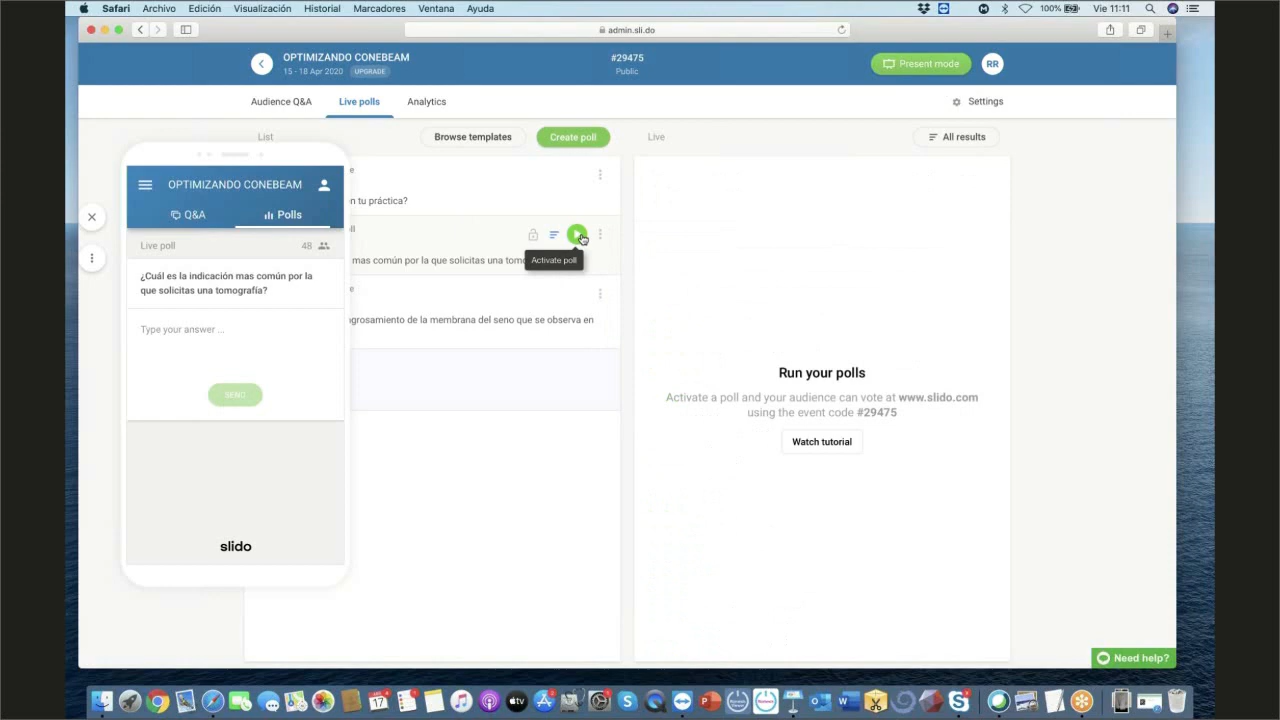 Safari Archivo Edición Visualización Historial Marcadores Ventana Ayuda
100% Vie 11:11
admin.sli.do
OPTIMIZANDO CONEBEAM
15 - 18 Apr 2020 UPGRADE
#29475
Public
Present mode
RR
Audience Q&A Live polls Analytics
Settings
List
Browse templates
Create poll
Live
All results
OPTIMIZANDO CONEBEAM
Q&A Polls
Live poll 48
¿Cuál es la indicación mas común por la
que solicitas una tomografía?
Type your answer ...
SEND
slido
n tu práctica?
mas común por la que solicitas una
Activate poll
grosamiento de la membrana del seno que se observa en
Run your polls
Activate a poll and your audience can vote at www.slido.com
using the event code #29475
Watch tutorial
Need help?
17